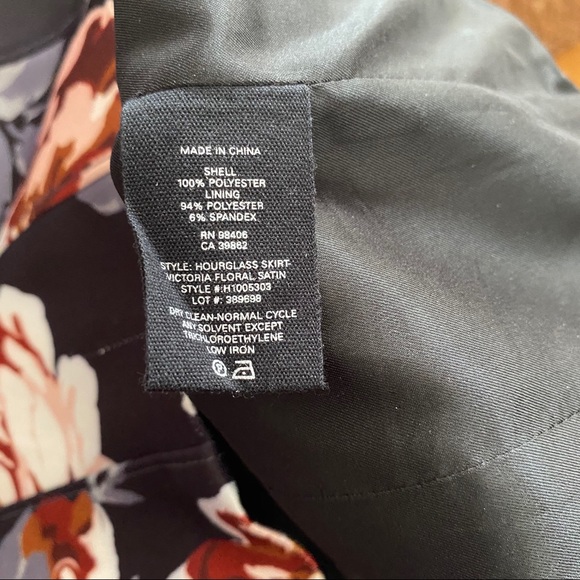 MADE IN CHINA
SHELL
100% POLYESTER
LINING
94% POLYESTER
6% SPANDEX
RN 98406
CA 39862
STYLE: HOURGLASS SKIRT-
VICTORIA FLORAL SATIN
STYLE #:H1005303
LOT #: 389698
DRY CLEAN-NORMAL CYCLE
ANY SOLVENT EXCEPT
TRICHLOROETHYLENE
LOW IRON
P